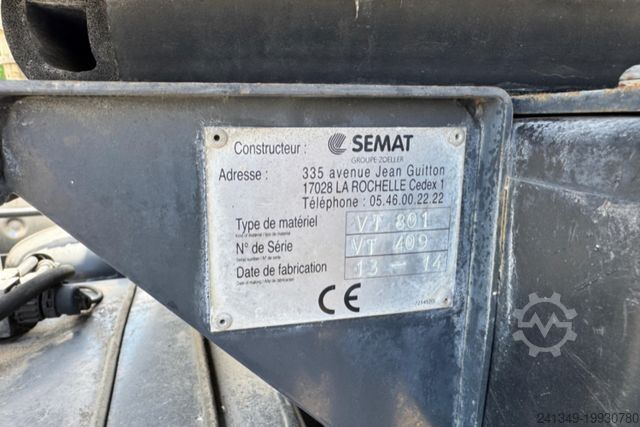 Constructeur : SEMAT
GROUPE ZOELLER
Adresse : 335 avenue Jean Guitton
17028 LA ROCHELLE Cedex 1
Téléphone : 05.46.00.22.22
Type de matériel VT 801
N° de Série VT 409
Date de fabrication 13 - 14
CE
241349-19930780